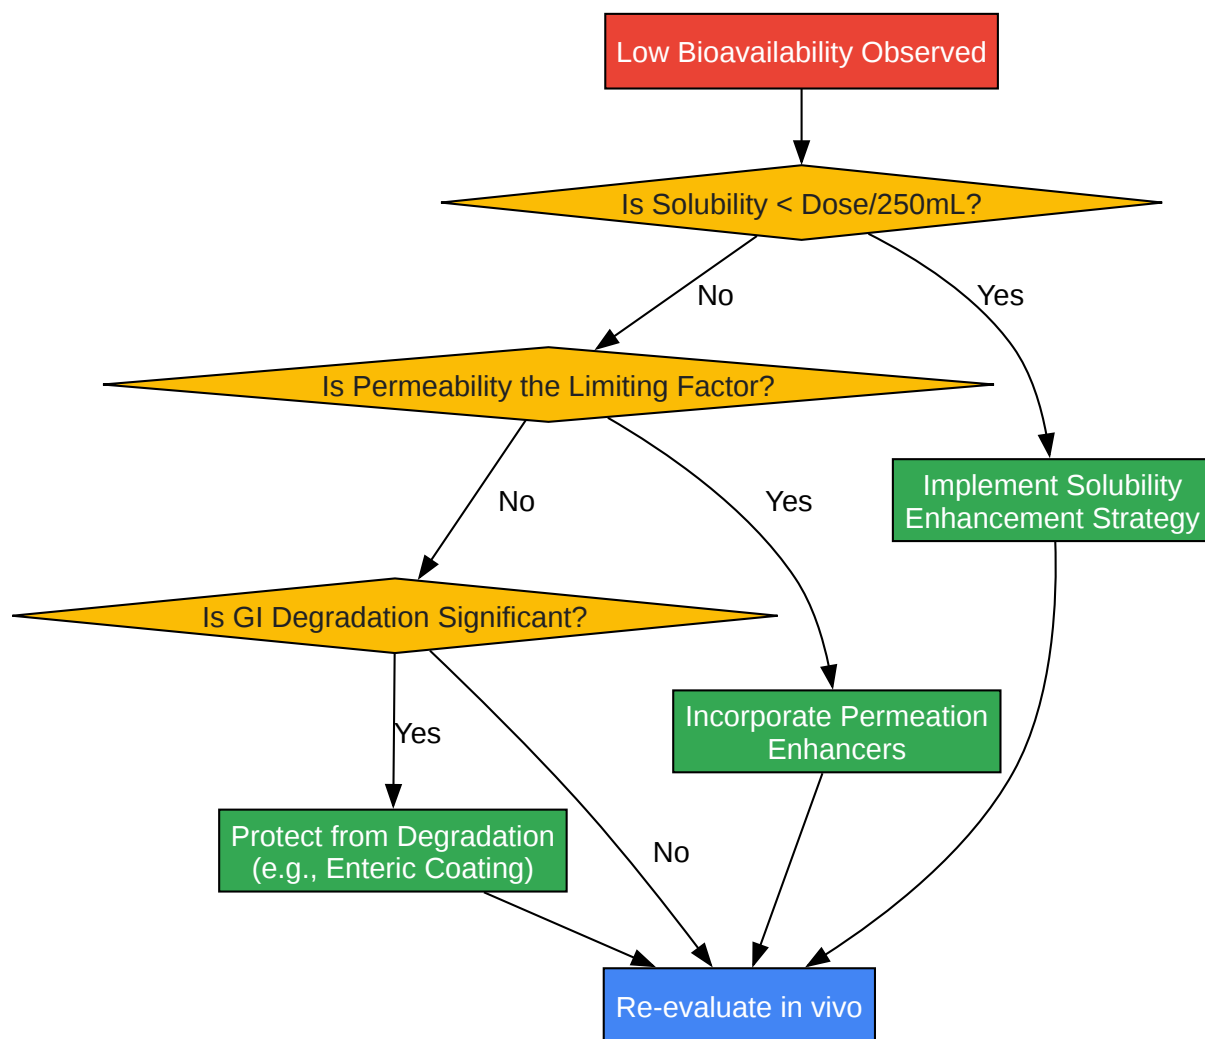 Low Bioavailability Observed
Is Solubility < Dose/250mL?
No
Yes
Is Permeability the Limiting Factor?
Implement Solubility
Enhancement Strategy
No
Yes
Is GI Degradation Significant?
Incorporate Permeation
Enhancers
Yes
Protect from Degradation
(e.g., Enteric Coating)
No
Re-evaluate in vivo